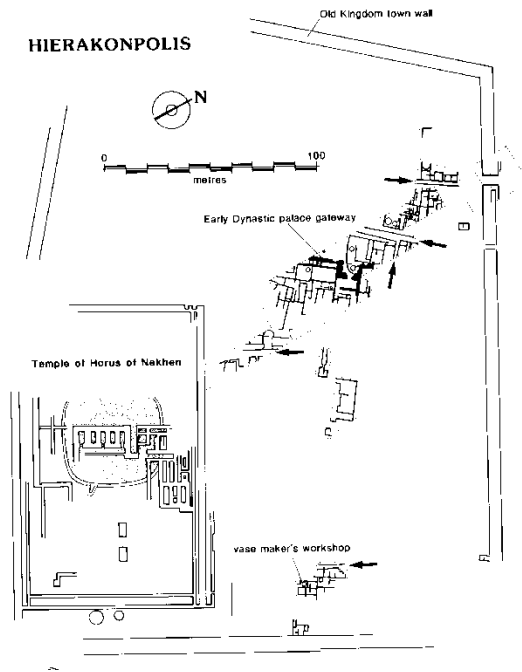 Old Kingdom town wall
HIERAKONPOLIS
N
0 100
metres
Early Dynastic palace gateway
Temple of Horus of Nekhen
vase maker's workshop